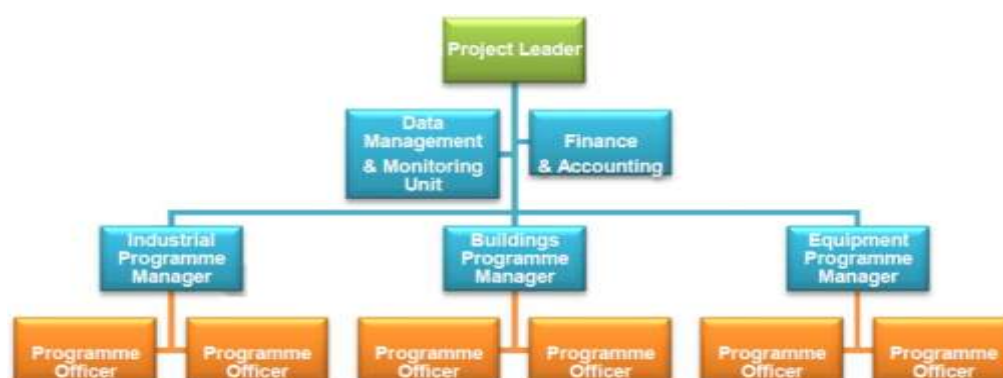 Project Leader
Data
Management
& Monitoring
Unit
Finance
& Accounting
Industrial
Programme
Manager
Buildings
Programme
Manager
Equipment
Programme
Manager
Programme
Officer
Programme
Officer
Programme
Officer
Programme
Officer
Programme
Officer
Programme
Officer